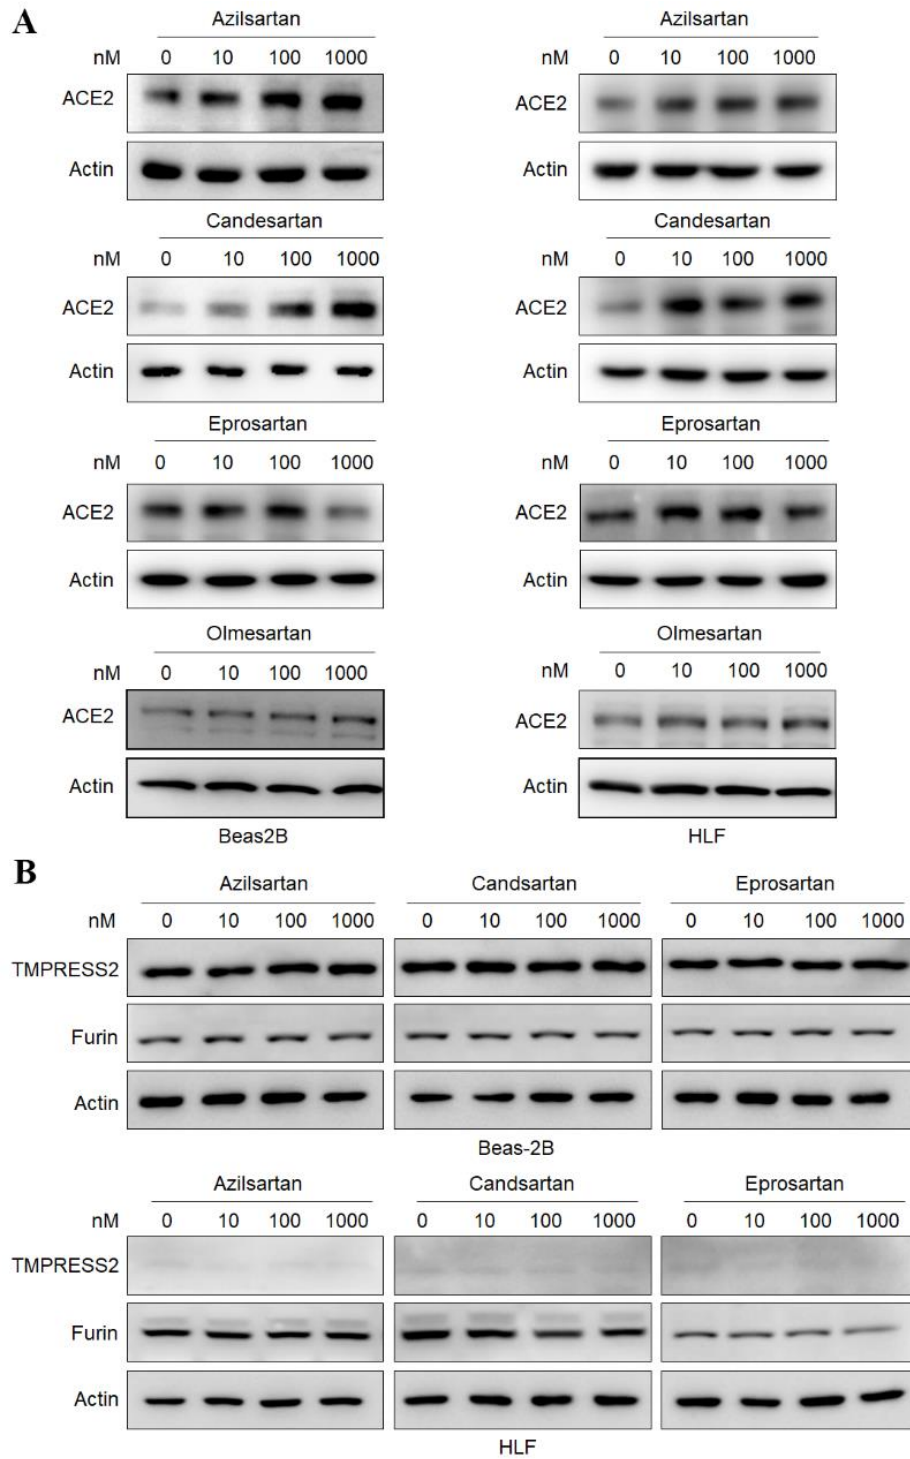 A
Azilsartan Azilsartan
nM 0 10 100 1000 nM 0 10 100 1000
ACE2 ACE2
Actin Actin
Candesartan Candesartan
nM 0 10 100 1000 nM 0 10 100 1000
ACE2 ACE2
Actin Actin
Eprosartan Eprosartan
nM 0 10 100 1000 nM 0 10 100 1000
ACE2 ACE2
Actin Actin
Olmesartan Olmesartan
nM 0 10 100 1000 nM 0 10 100 1000
ACE2 ACE2
Actin Actin
Beas2B HLF
B
Azilsartan Candsartan Eprosartan
nM 0 10 100 1000 0 10 100 1000 0 10 100 1000
TMPRESS2
Furin
Actin
Beas-2B
Azilsartan Candsartan Eprosartan
nM 0 10 100 1000 0 10 100 1000 0 10 100 1000
TMPRESS2
Furin
Actin
HLF